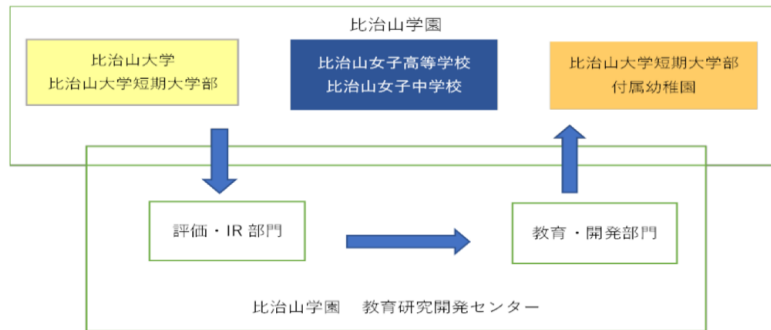 比治山学園
比治山大学
比治山大学短期大学部
比治山女子高等学校
比治山女子中学校
比治山大学短期大学部
付属幼稚園
評価・IR 部門
教育・開発部門
比治山学園　教育研究開発センター